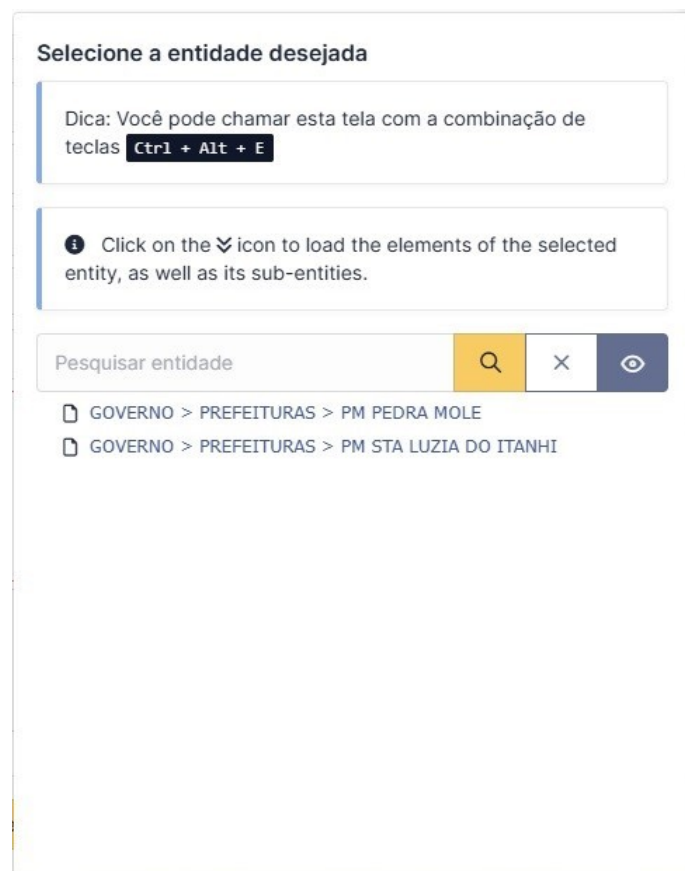 Selecione a entidade desejada
Dica: Você pode chamar esta tela com a combinação de
teclas Ctrl + Alt + E
Click on the icon to load the elements of the selected
entity, as well as its sub-entities.
Pesquisar entidade
GOVERNO > PREFEITURAS > PM PEDRA MOLE
GOVERNO > PREFEITURAS > PM STA LUZIA DO ITANHI